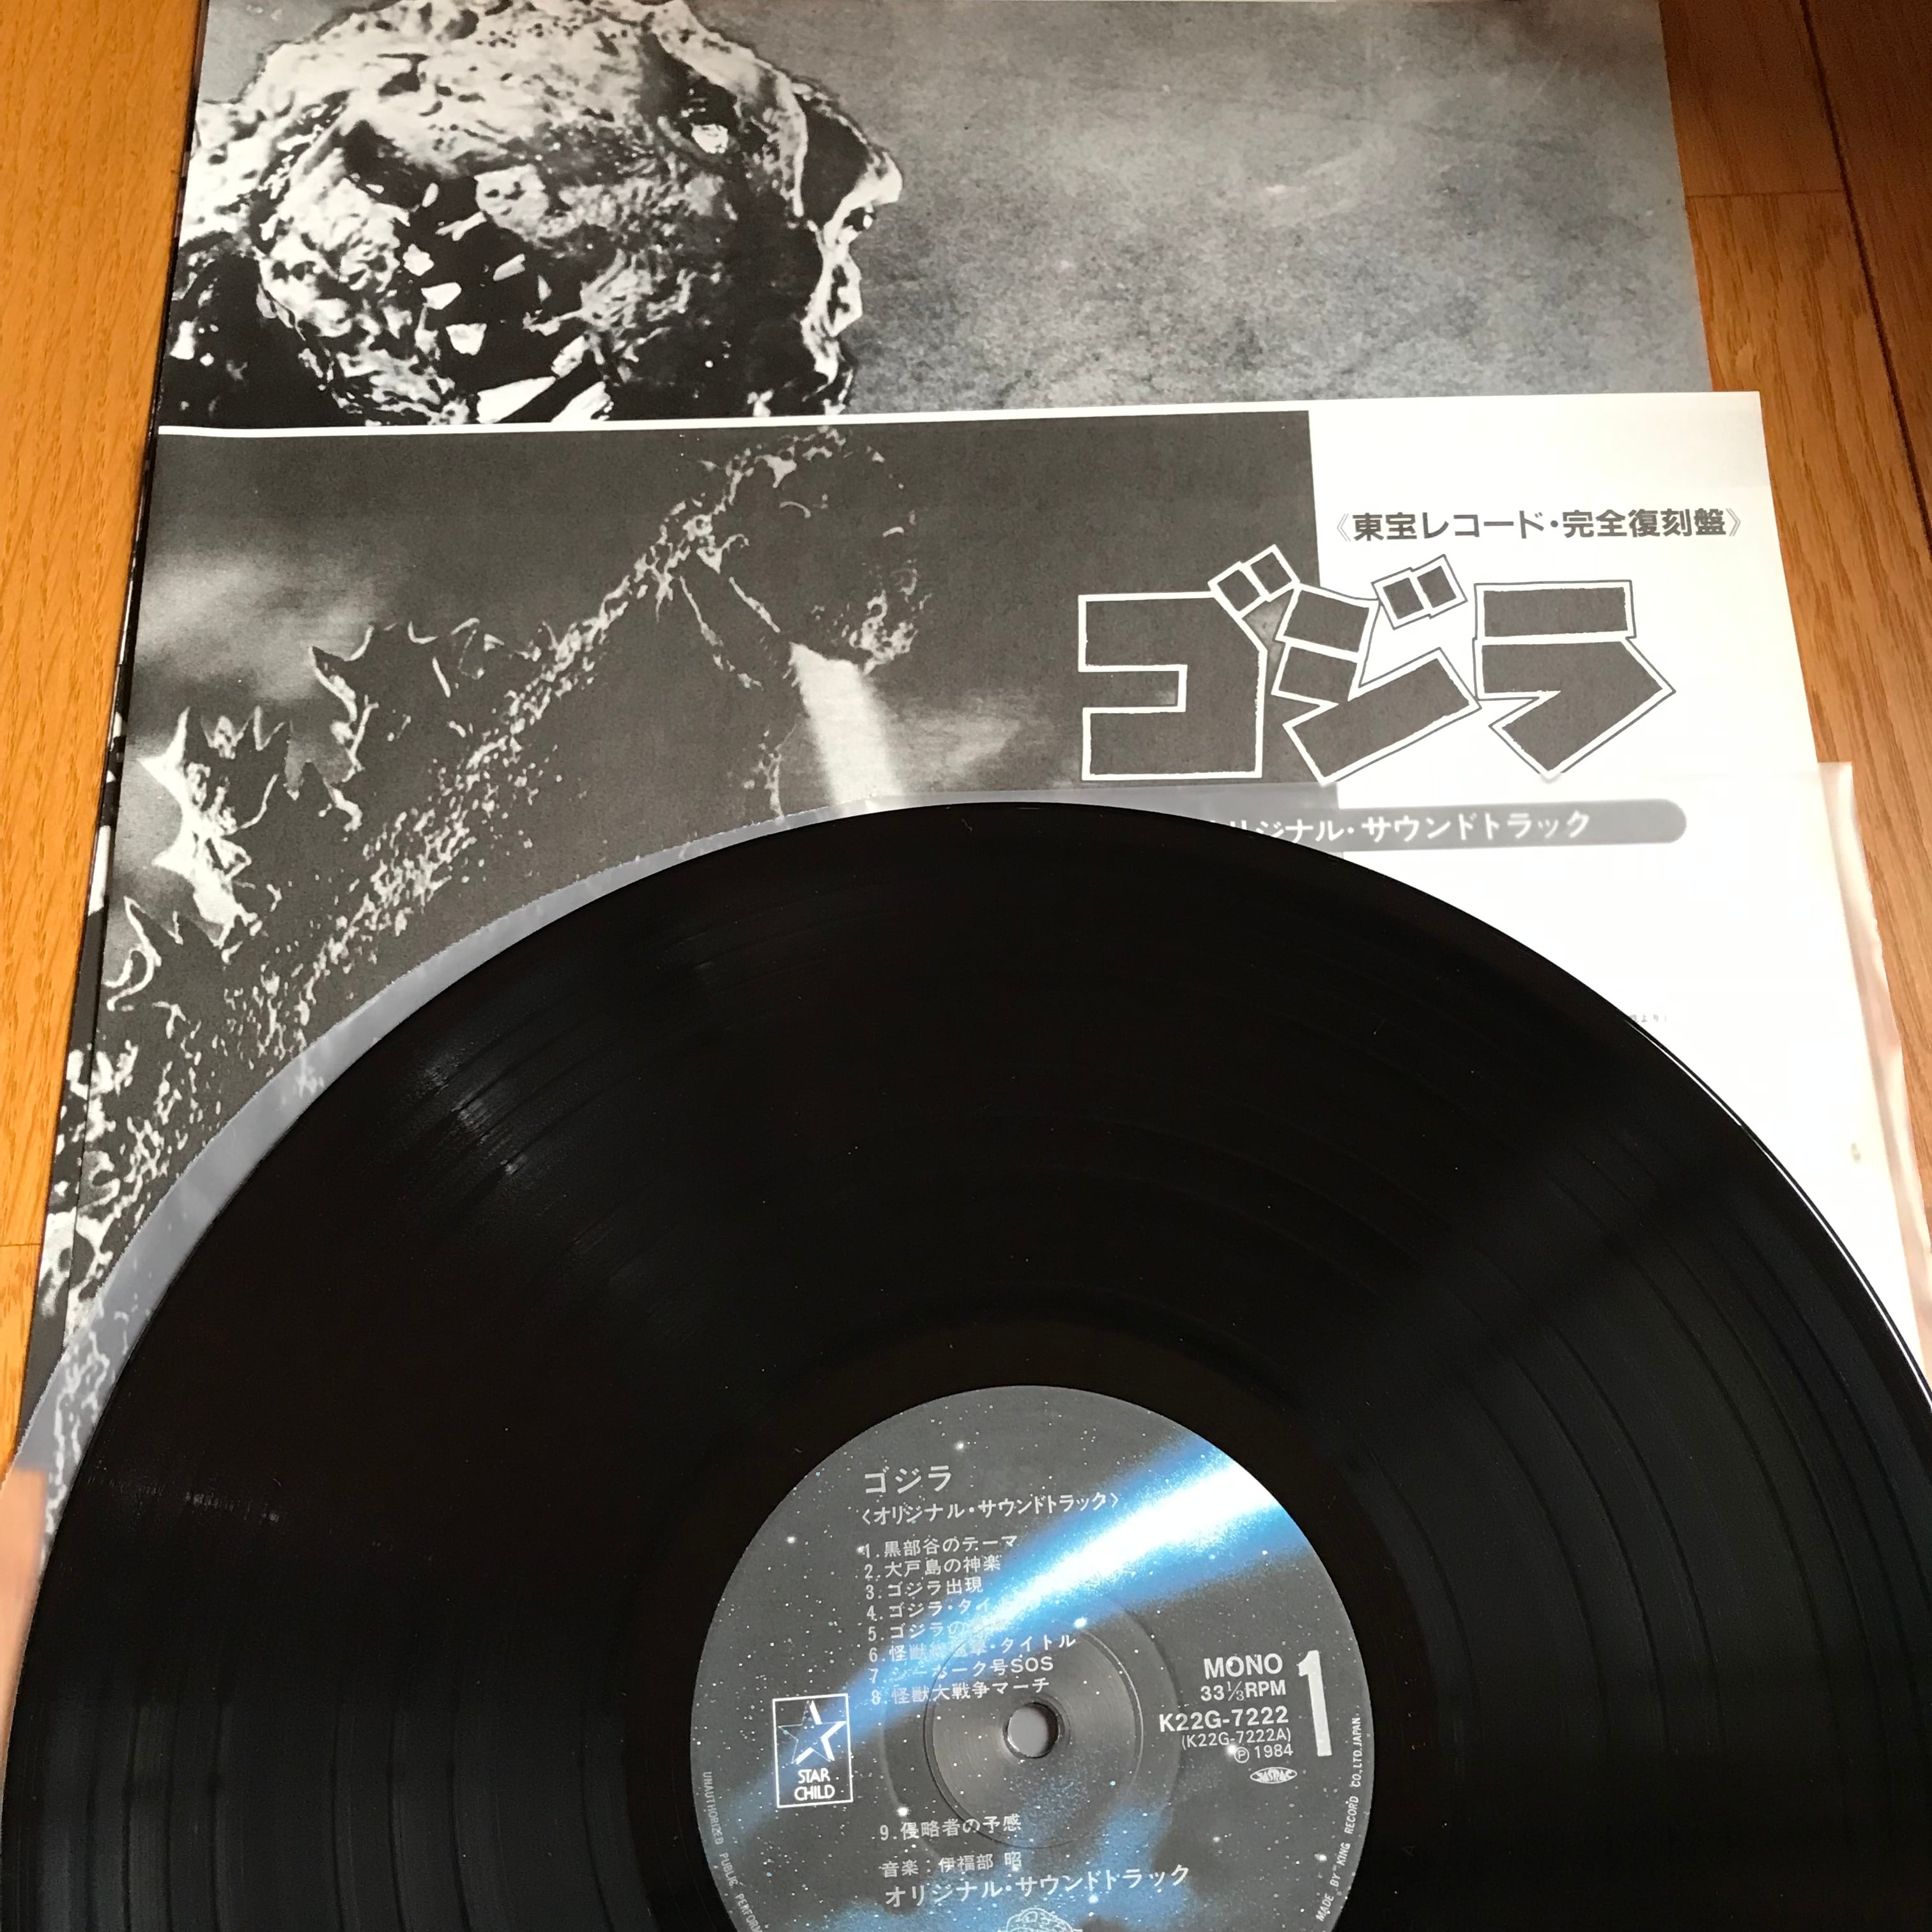 《東宝レコード・完全復刻盤》
ゴジラ
リジナル・サウンドトラック
ゴジラ
〈オリジナル・サウンドトラック〉
1.黒部谷のテーマ
2.大戸島の神楽
3.ゴジラ出現
4.ゴジラ・タイ
5.ゴジラの
6.怪獣総進撃・タイトル
7.シーホーク号SOS
8.怪獣大戦争マーチ
MONO
33⅓RPM
1
K22G-7222
(K22G-7222A)
Ⓟ 1984
JASRAC
STAR
CHILD
9.侵略者の予感
音楽：伊福部 昭
オリジナル・サウンドトラック
UNAUTHORIZED PUBLIC PERFORM
MADE BY KING RECORD CO., LTD. JAPAN